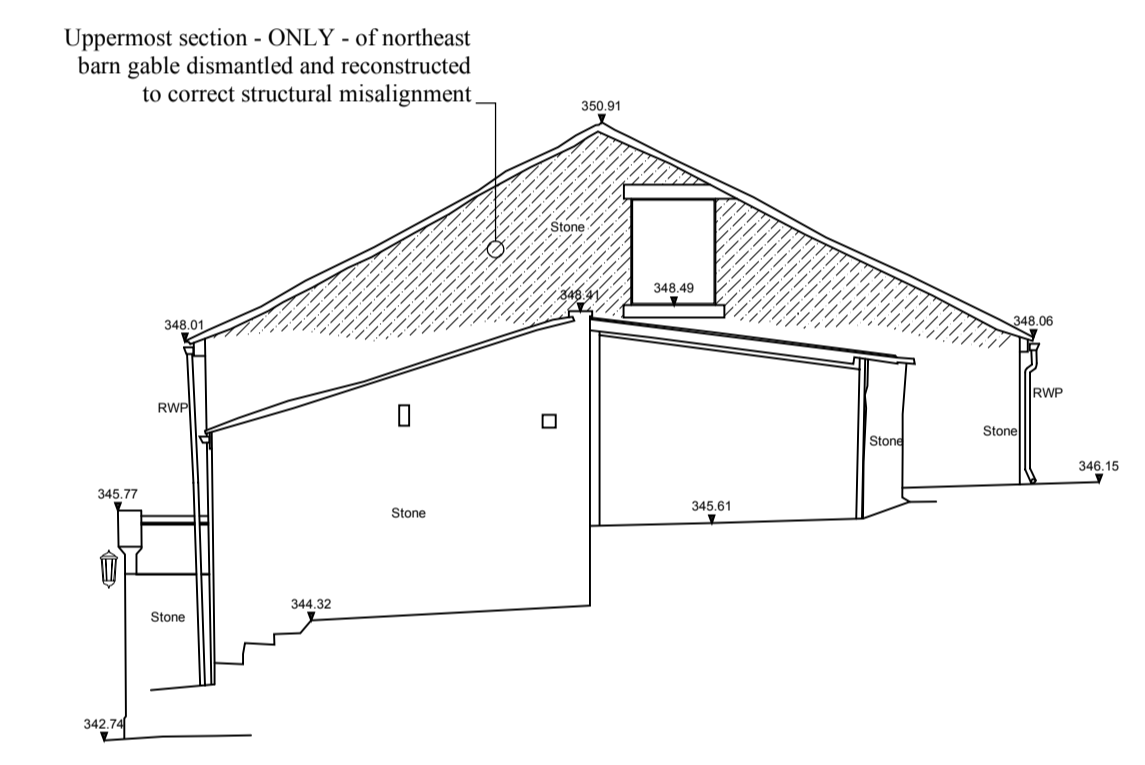 Uppermost section - ONLY - of northeast
barn gable dismantled and reconstructed
to correct structural misalignment
350.91
Stone
348.41
348.49
348.01
348.06
RWP
RWP
Stone
Stone
346.15
345.77
345.61
Stone
344.32
Stone
342.74